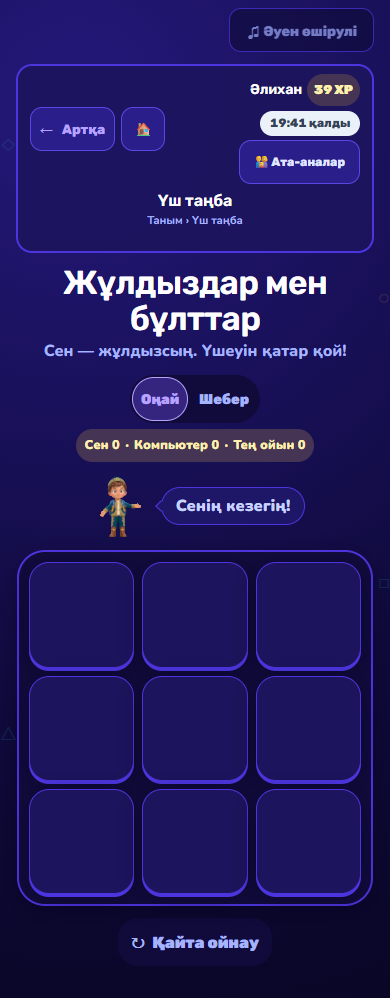 ♫ Әуен өшірулі
Әлихан 39 XP
19:41 қалды
← Артқа
Ата-аналар
Үш таңба
Таным › Үш таңба
Жұлдыздар мен
бұлттар
Сен — жұлдызсың. Үшеуін қатар қой!
Оңай Шебер
Сен 0 · Компьютер 0 · Тең ойын 0
Сенің кезегің!
↻ Қайта ойнау